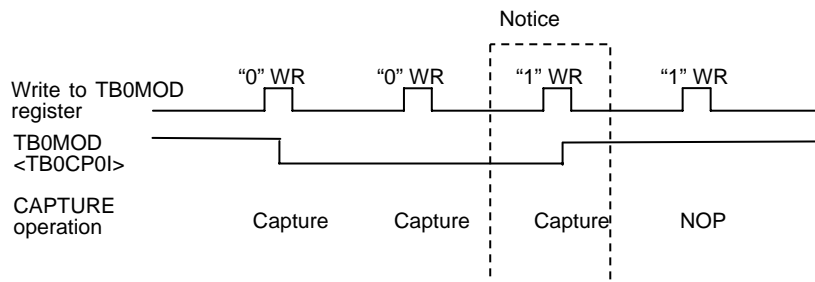 Notice
“0” WR “0” WR “1” WR “1” WR
Write to TB0MOD
register
TB0MOD
<TB0CP0I>
CAPTURE
operation
Capture Capture Capture NOP